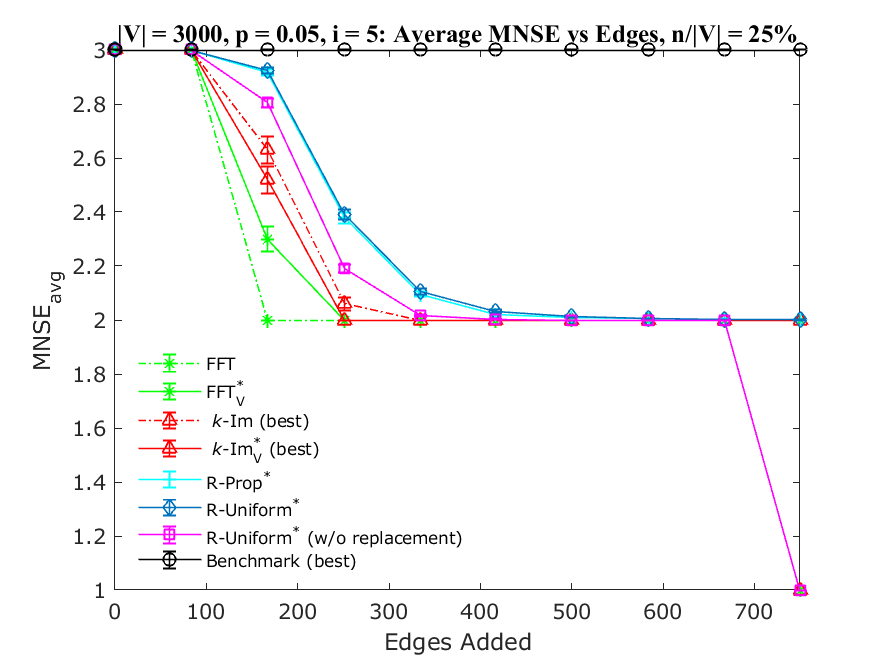 |V| = 3000, p = 0.05, i = 5: Average MNSE vs Edges, n/|V| = 25%
3
2.8
2.6
2.4
2.2
2
1.8
1.6
1.4
1.2
1
MNSE_avg
FFT
FFT*_V
k-Im (best)
k-Im*_V (best)
R-Prop*
R-Uniform*
R-Uniform* (w/o replacement)
Benchmark (best)
0 100 200 300 400 500 600 700
Edges Added